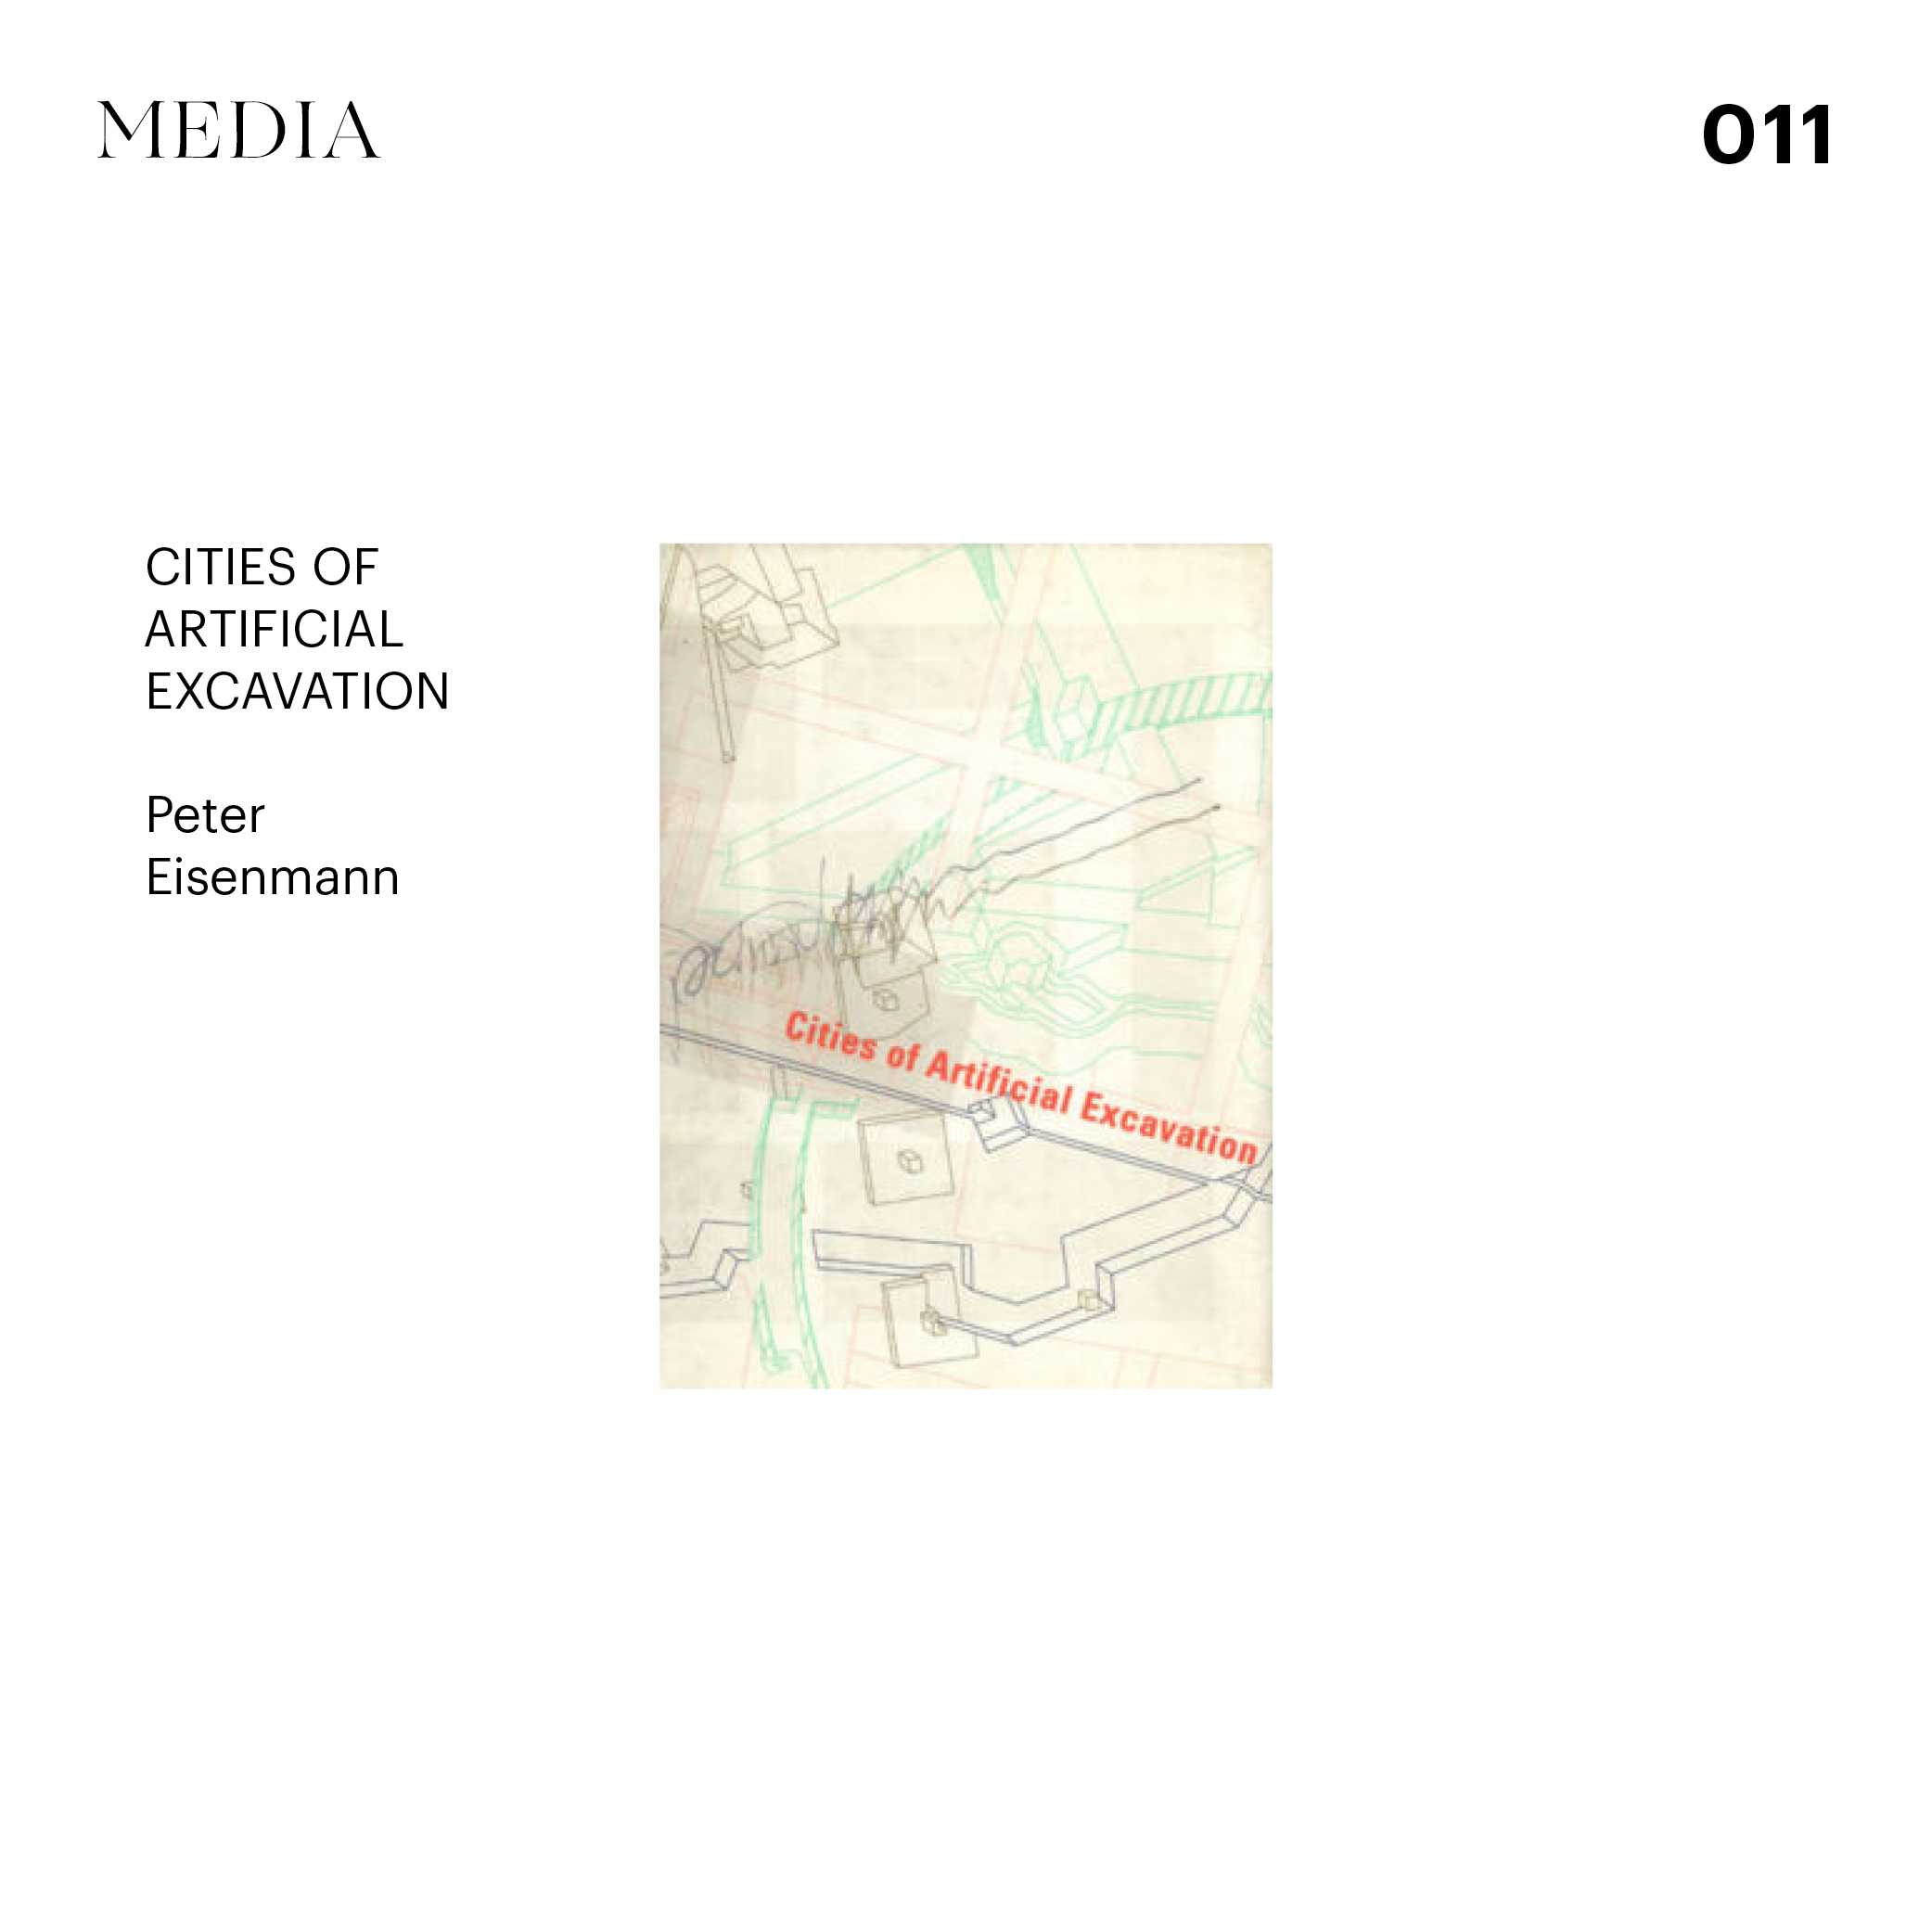 MEDIA
011
CITIES OF
ARTIFICIAL
EXCAVATION
Peter
Eisenmann
Cities of Artificial Excavation